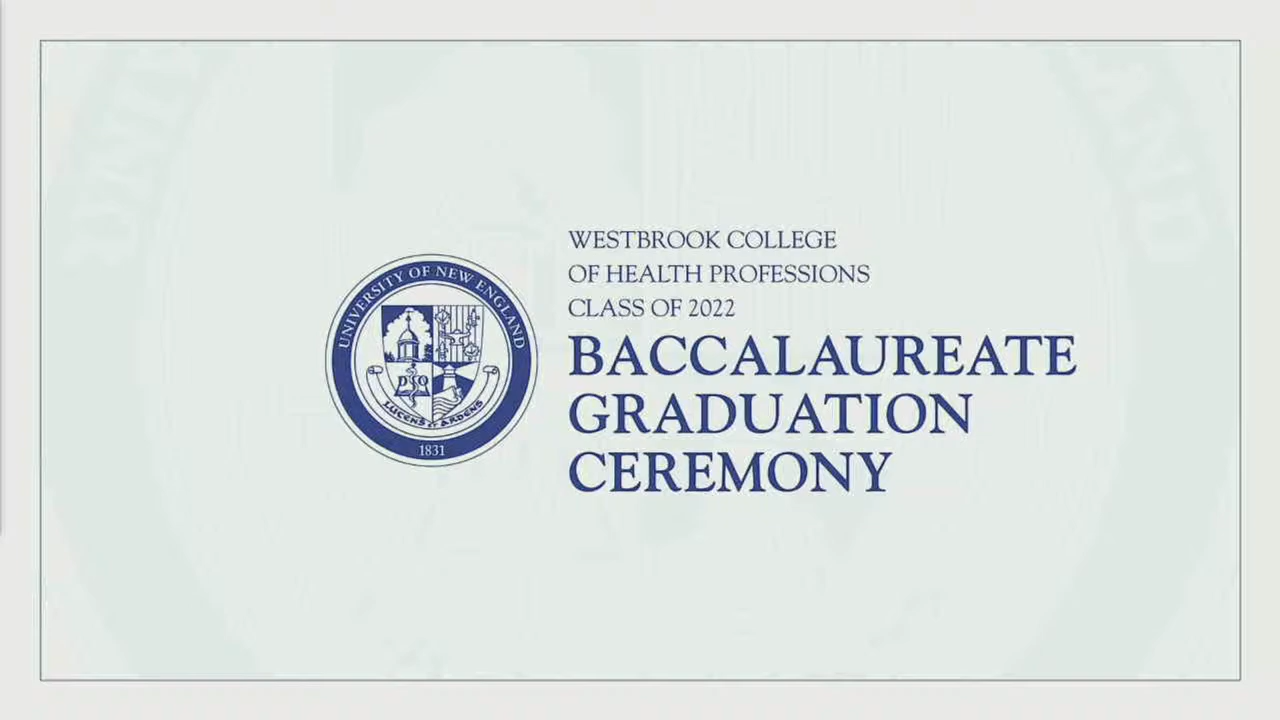 WESTBROOK COLLEGE
OF HEALTH PROFESSIONS
CLASS OF 2022
BACCALAUREATE
GRADUATION
CEREMONY
UNIVERSITY OF NEW ENGLAND
DSO
LUCENS et ARDENS
1831